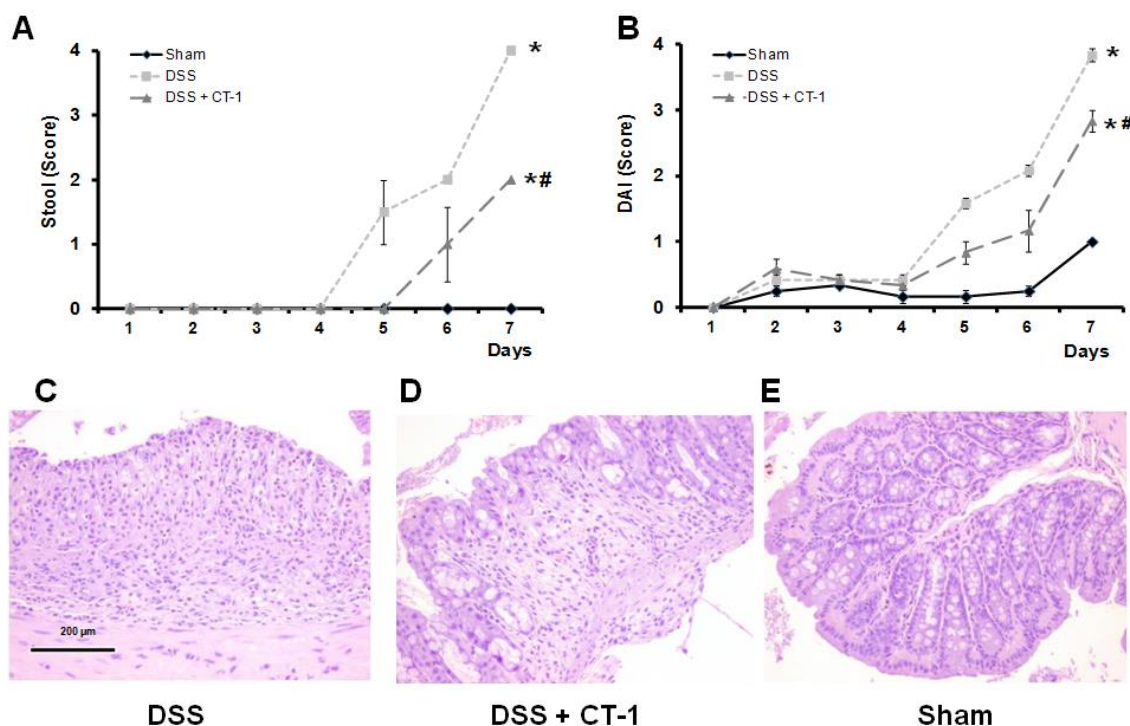 A
Stool (Score)
4
3
2
1
0
Sham
DSS
DSS + CT-1
*
*#
1 2 3 4 5 6 7
Days
B
DAI (Score)
4
3
2
1
0
Sham
DSS
DSS + CT-1
*
*#
1 2 3 4 5 6 7
Days
C
D
E
200 µm
DSS
DSS + CT-1
Sham